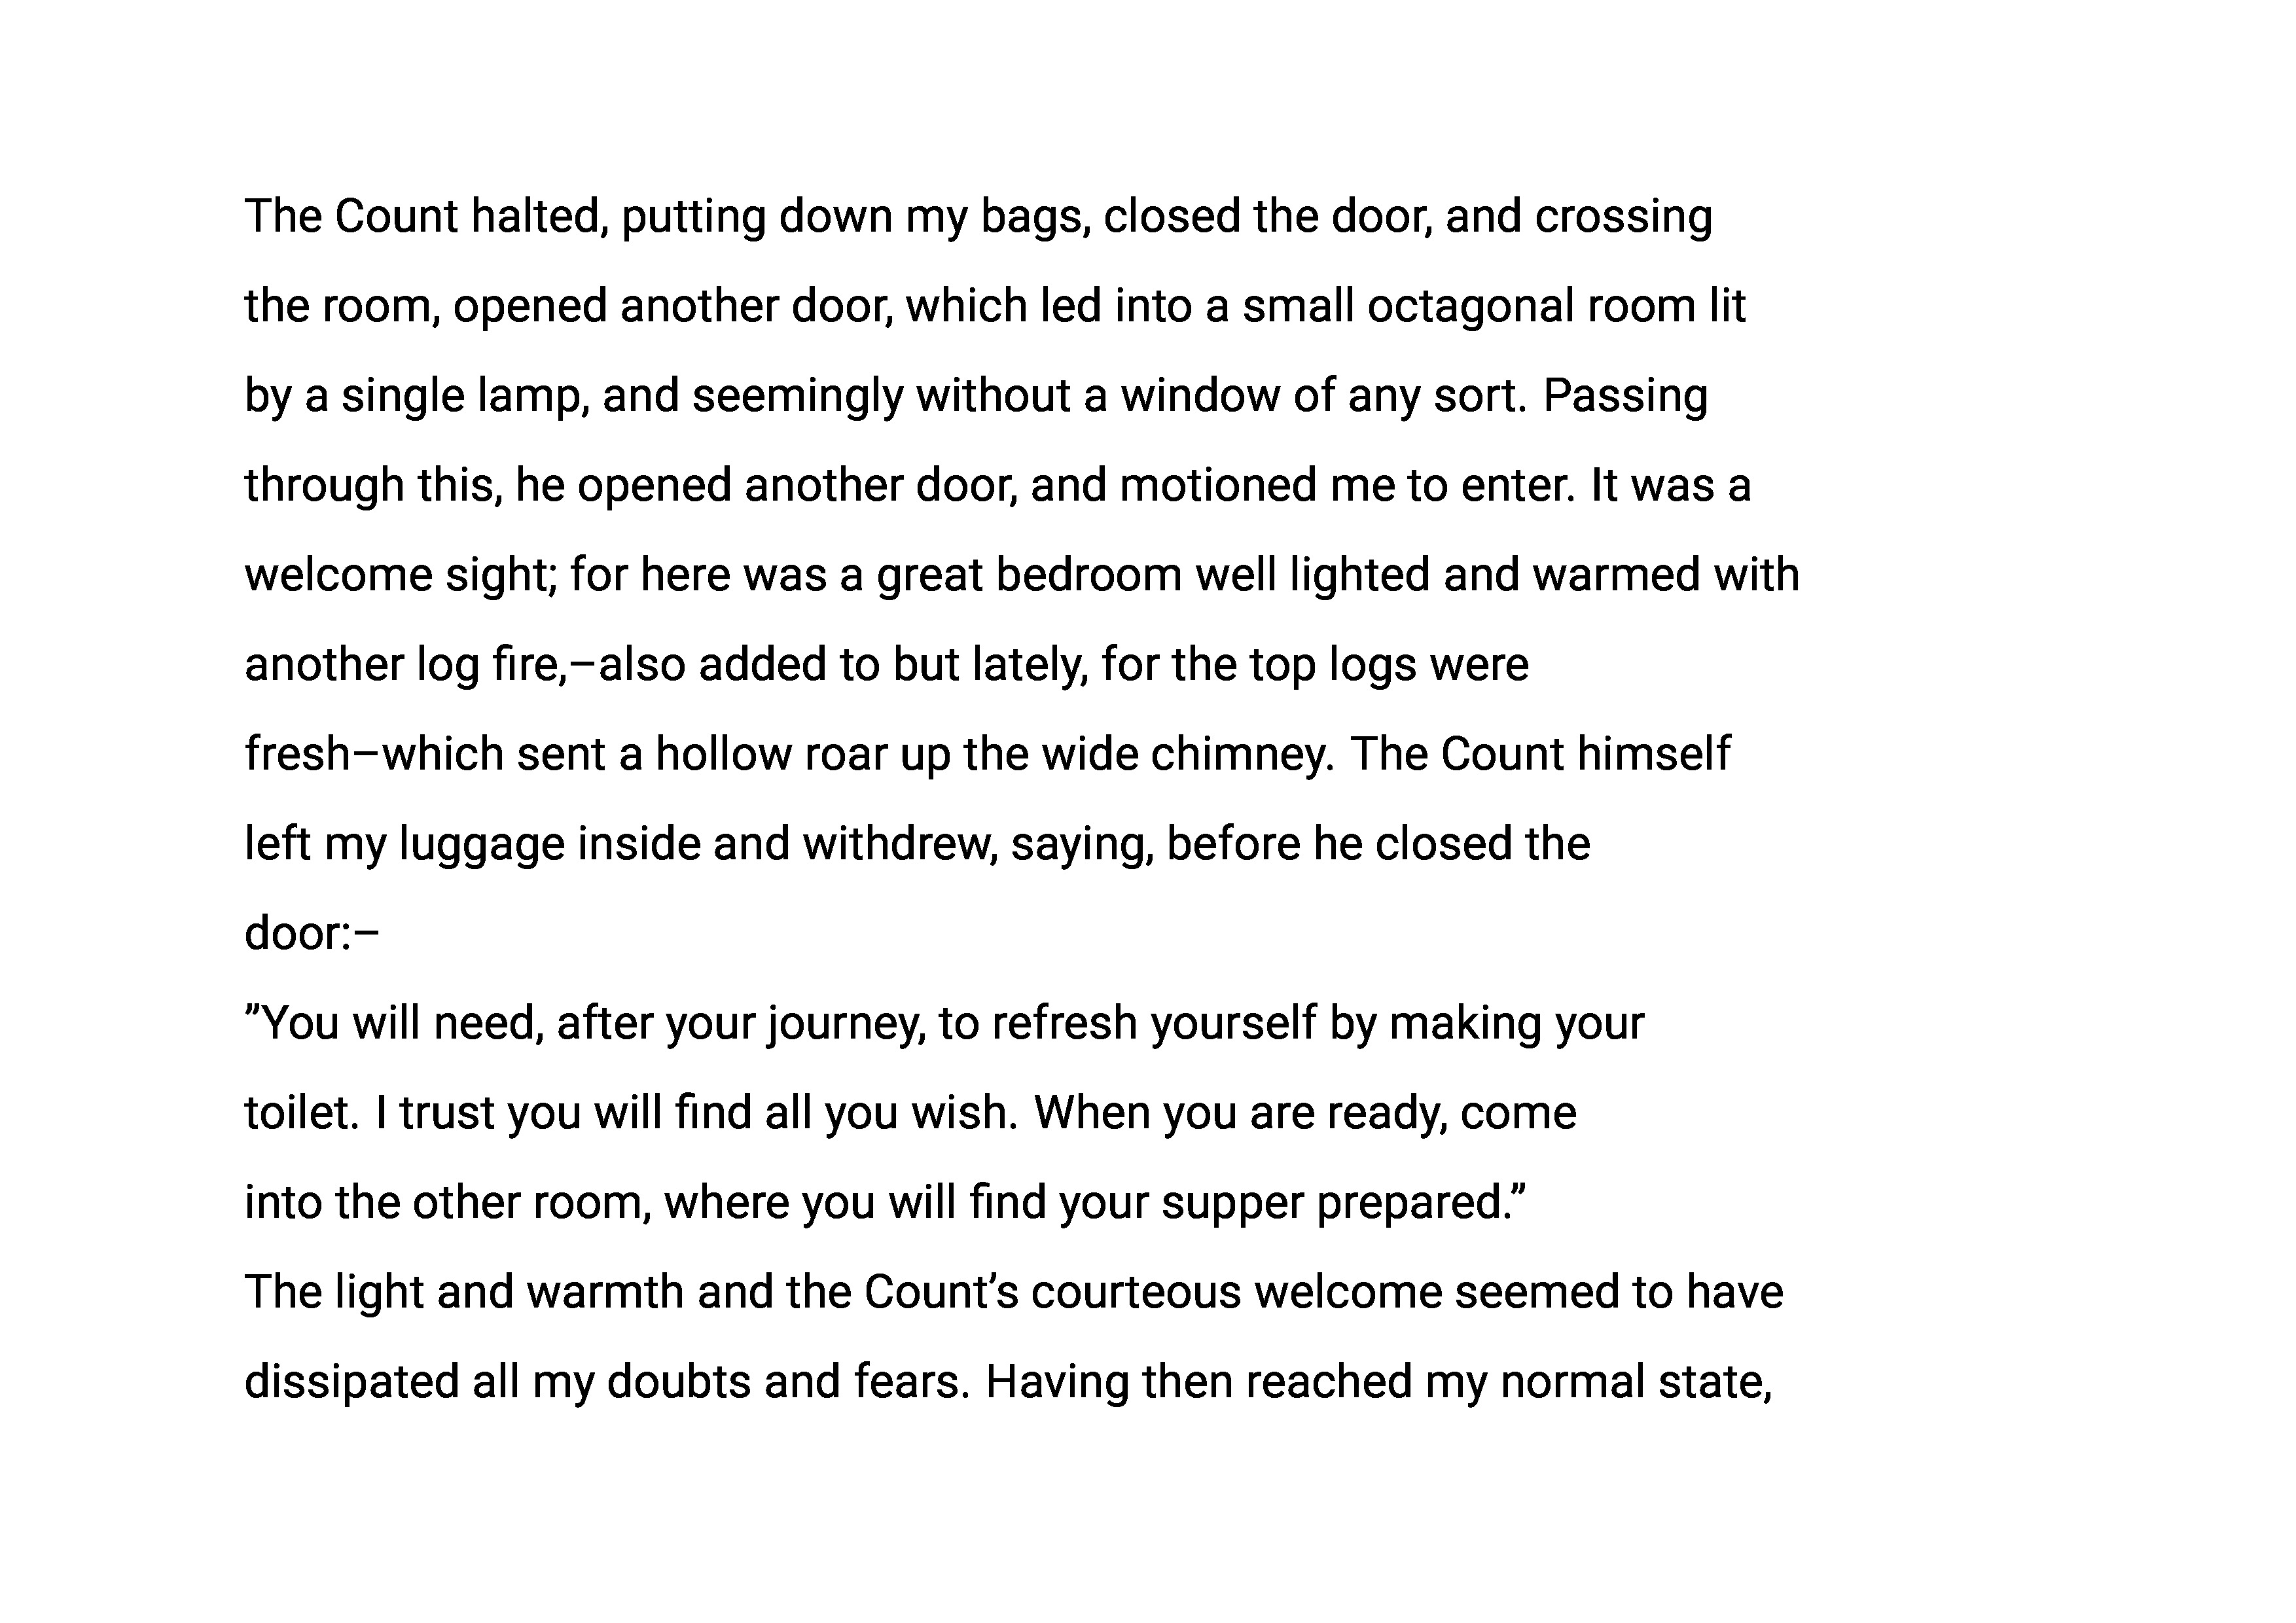 The Count halted, putting down my bags, closed the door, and crossing
the room, opened another door, which led into a small octagonal room lit
by a single lamp, and seemingly without a window of any sort. Passing
through this, he opened another door, and motioned me to enter. It was a
welcome sight; for here was a great bedroom well lighted and warmed with
another log fire,–also added to but lately, for the top logs were
fresh–which sent a hollow roar up the wide chimney. The Count himself
left my luggage inside and withdrew, saying, before he closed the
door:–
”You will need, after your journey, to refresh yourself by making your
toilet. I trust you will find all you wish. When you are ready, come
into the other room, where you will find your supper prepared.”
The light and warmth and the Count’s courteous welcome seemed to have
dissipated all my doubts and fears. Having then reached my normal state,